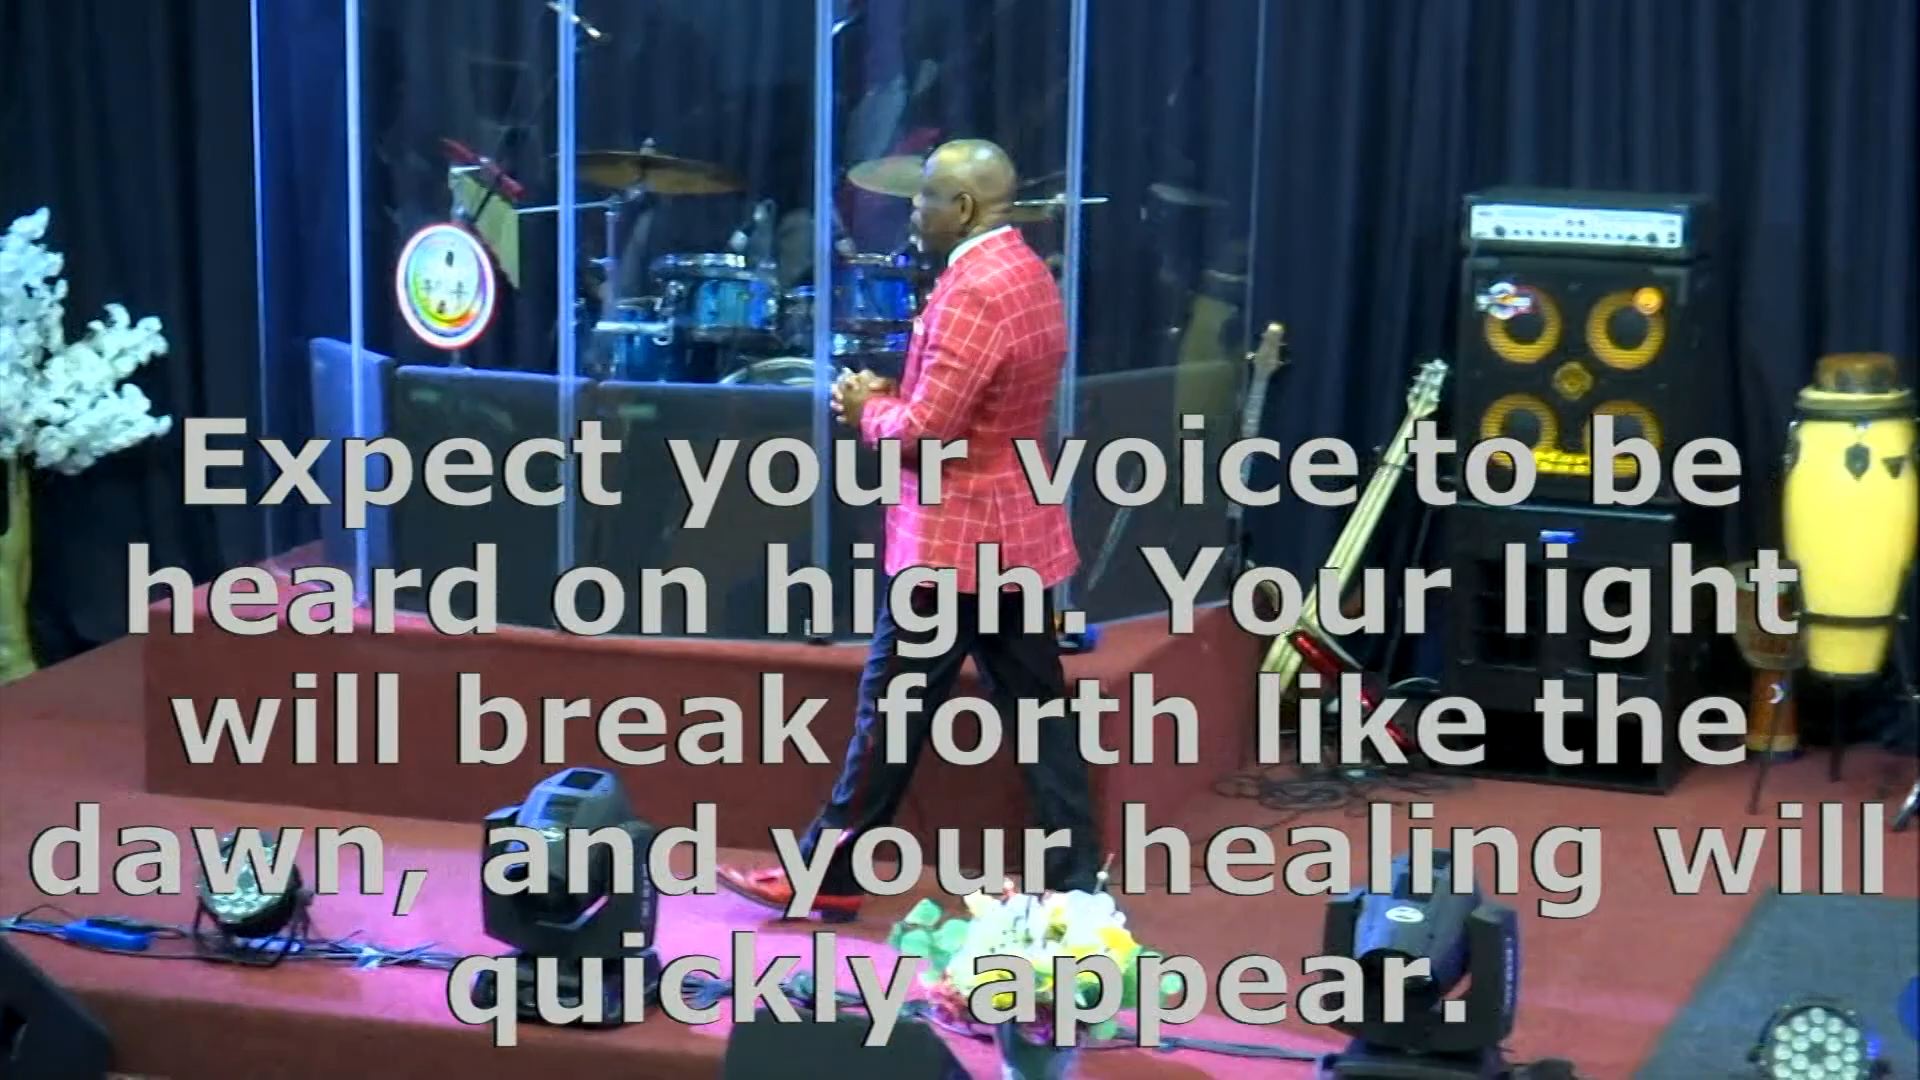 Expect your voice to be
heard on high. Your light
will break forth like the
dawn, and your healing will
quickly appear.